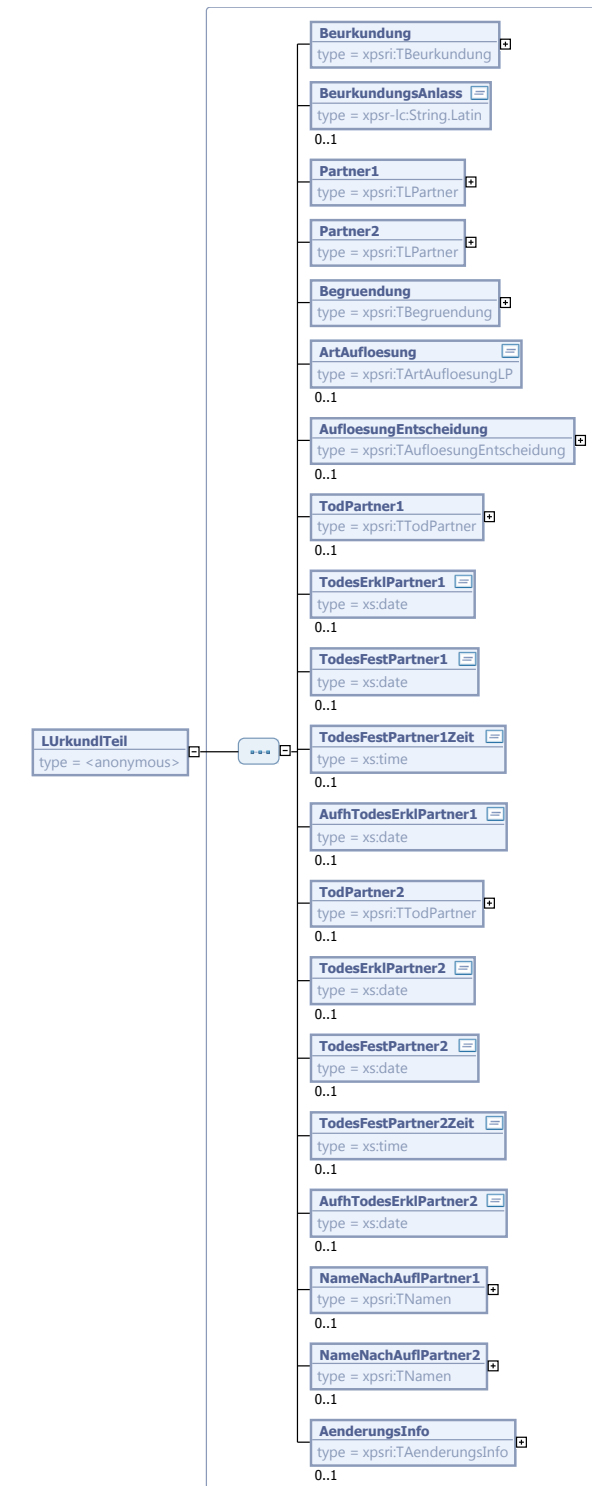 Beurkundung
type = xpsri:TBeurkundung
BeurkundungsAnlass
type = xpsr-lc:String.Latin
0..1
Partner1
type = xpsri:TLPartner
Partner2
type = xpsri:TLPartner
Begruendung
type = xpsri:TBegruendung
ArtAufloesung
type = xpsri:TArtAufloesungLP
0..1
AufloesungEntscheidung
type = xpsri:TAufloesungEntscheidung
0..1
TodPartner1
type = xpsri:TTodPartner
0..1
TodesErklPartner1
type = xs:date
0..1
TodesFestPartner1
type = xs:date
0..1
LUrkundlTeil
type = <anonymous>
TodesFestPartner1Zeit
type = xs:time
0..1
AufhTodesErklPartner1
type = xs:date
0..1
TodPartner2
type = xpsri:TTodPartner
0..1
TodesErklPartner2
type = xs:date
0..1
TodesFestPartner2
type = xs:date
0..1
TodesFestPartner2Zeit
type = xs:time
0..1
AufhTodesErklPartner2
type = xs:date
0..1
NameNachAuflPartner1
type = xpsri:TNamen
0..1
NameNachAuflPartner2
type = xpsri:TNamen
0..1
AenderungsInfo
type = xpsri:TAenderungsInfo
0..1